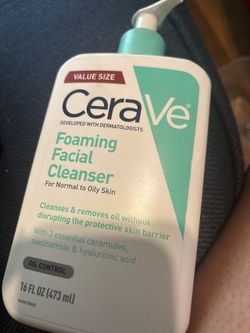 VALUE SIZE
CeraVe®
DEVELOPED WITH DERMATOLOGISTS
Foaming
Facial
Cleanser
For Normal to Oily Skin
Cleanses & removes oil without
disrupting the protective skin barrier
With 3 essential ceramides,
niacinamide & hyaluronic acid
OIL CONTROL
16 FL OZ (473 ml)